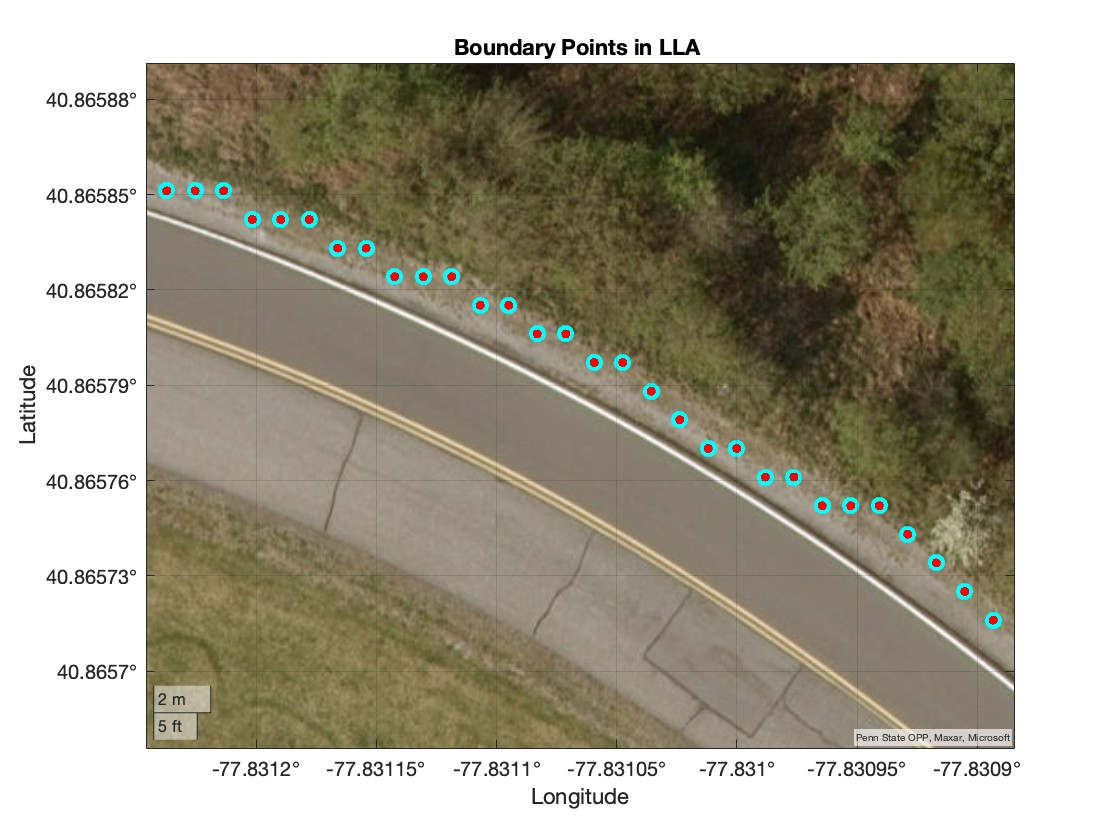 Boundary Points in LLA
40.86588°
40.86585°
40.86582°
40.86579°
40.86576°
40.86573°
40.8657°
Latitude
2 m
5 ft
Penn State OPP, Maxar, Microsoft
-77.8312° -77.83115° -77.8311° -77.83105° -77.831° -77.83095° -77.8309°
Longitude